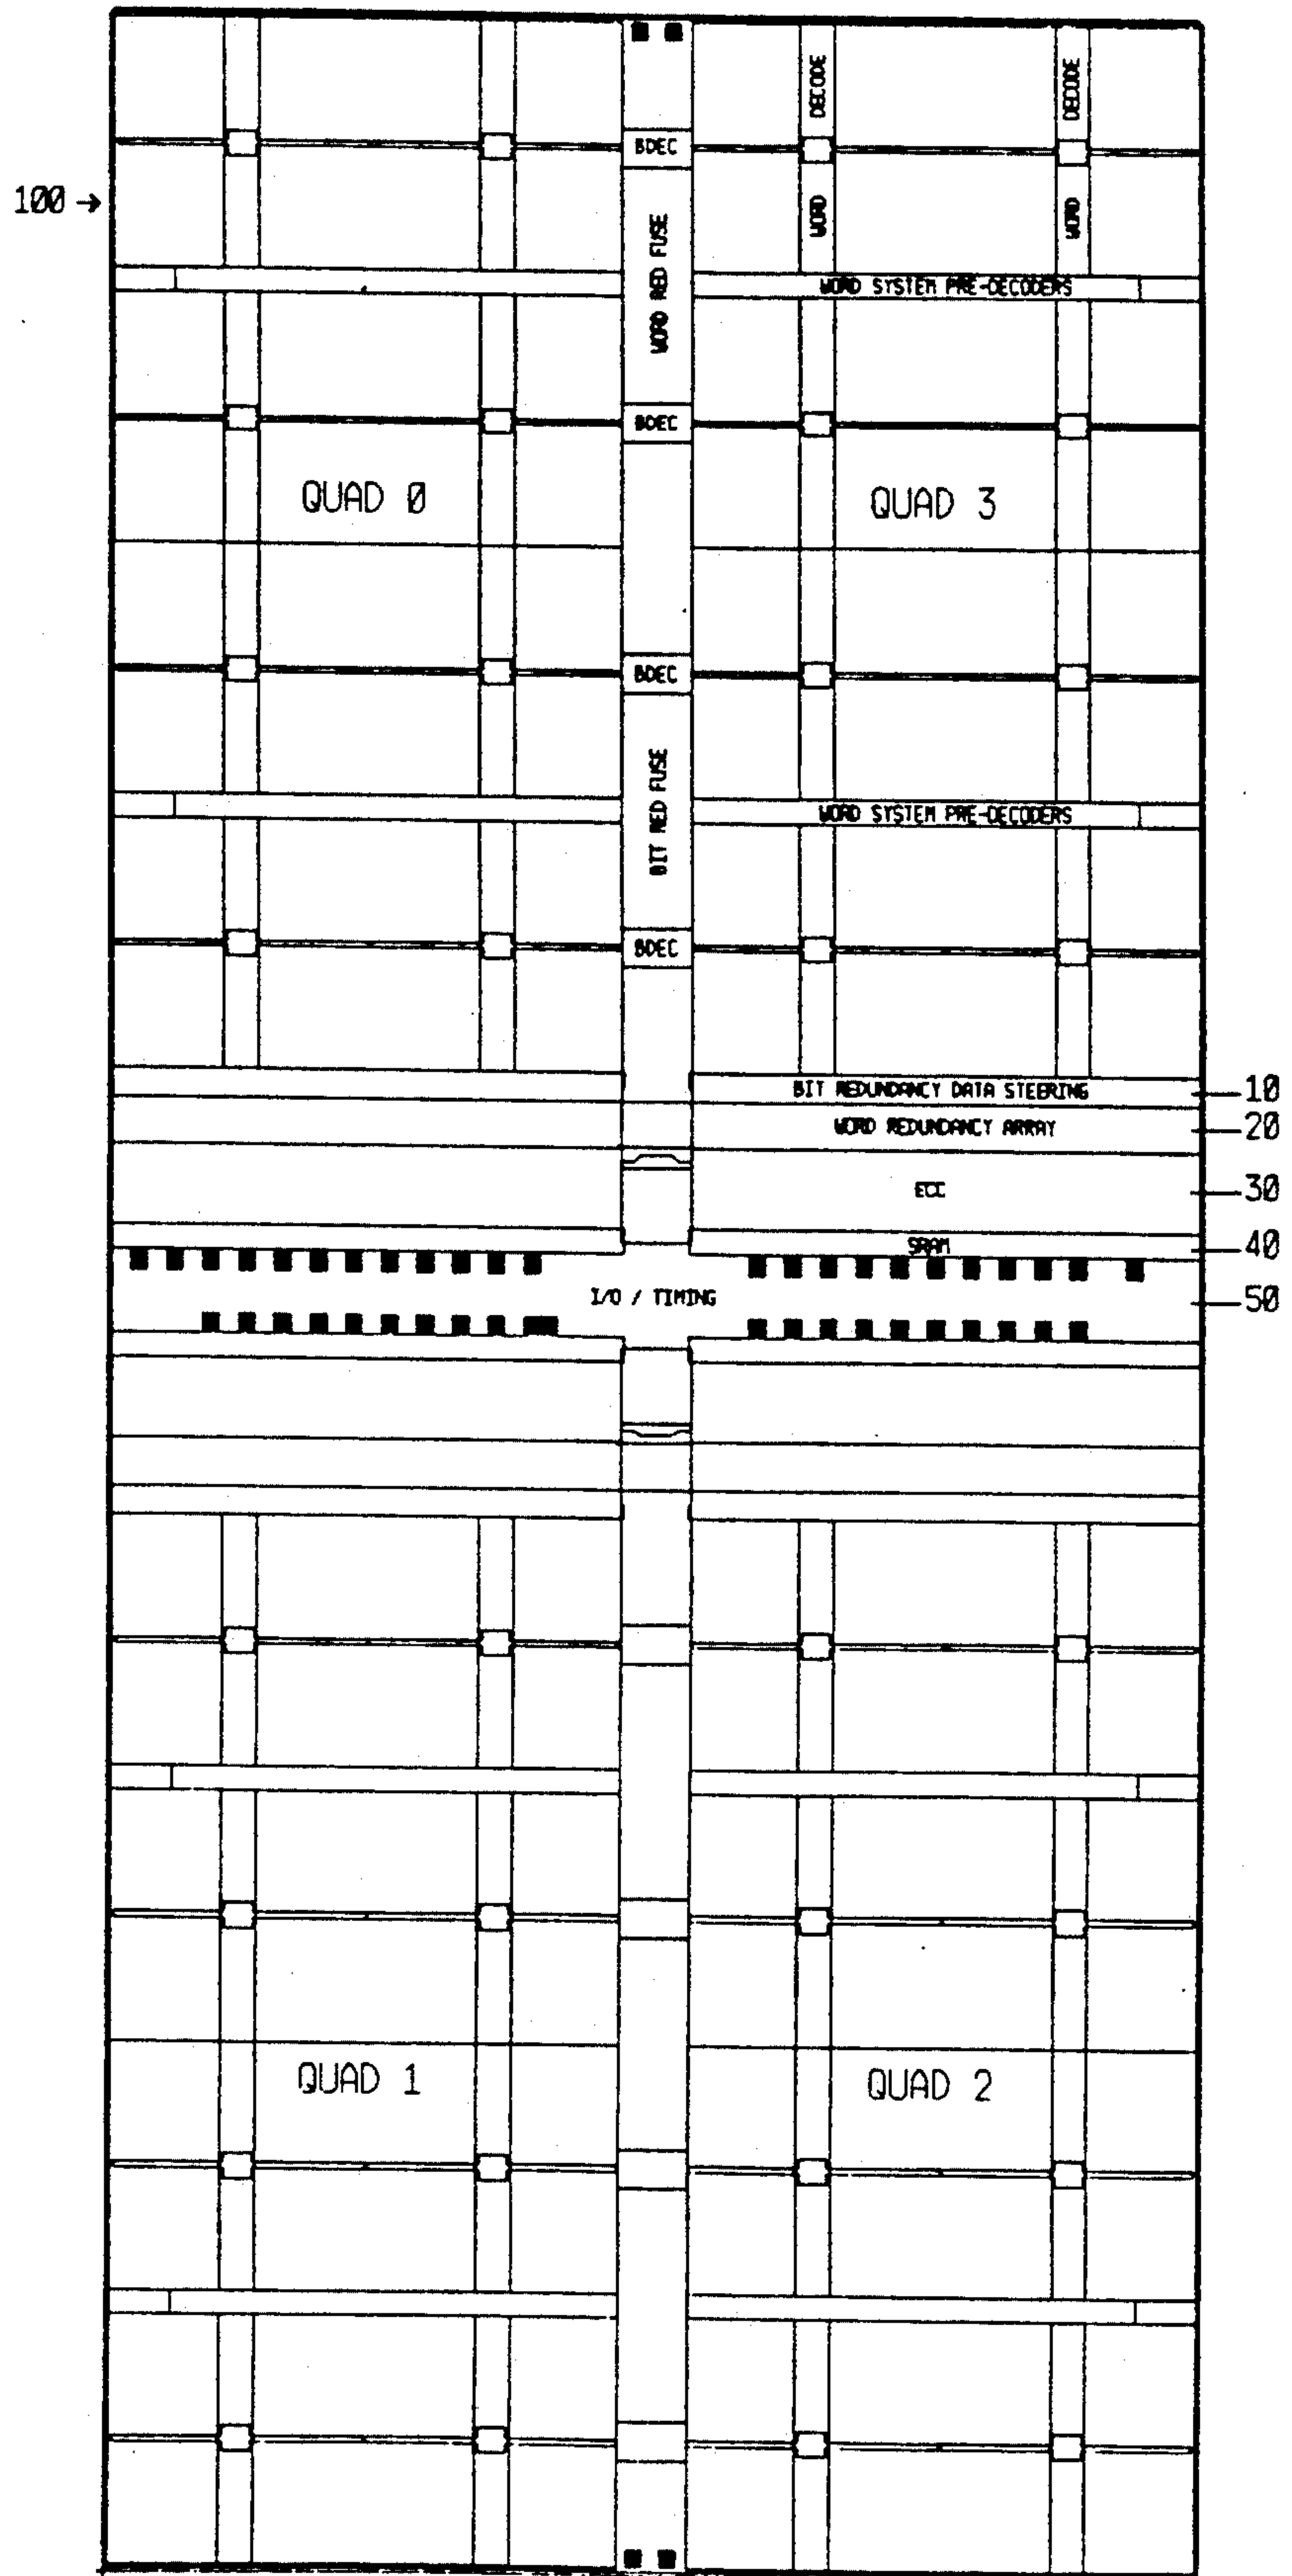 DECODE
DECODE
BDEC
100
WORD RED FUSE
WORD
WORD
WORD SYSTEM PRE-DECODERS
BDEC
QUAD 0
QUAD 3
BDEC
BIT RED FUSE
WORD SYSTEM PRE-DECODERS
BDEC
BIT REDUNDANCY DATA STEERING
10
WORD REDUNDANCY ARRAY
20
ECC
30
SRAM
40
I/O / TIMING
50
QUAD 1
QUAD 2